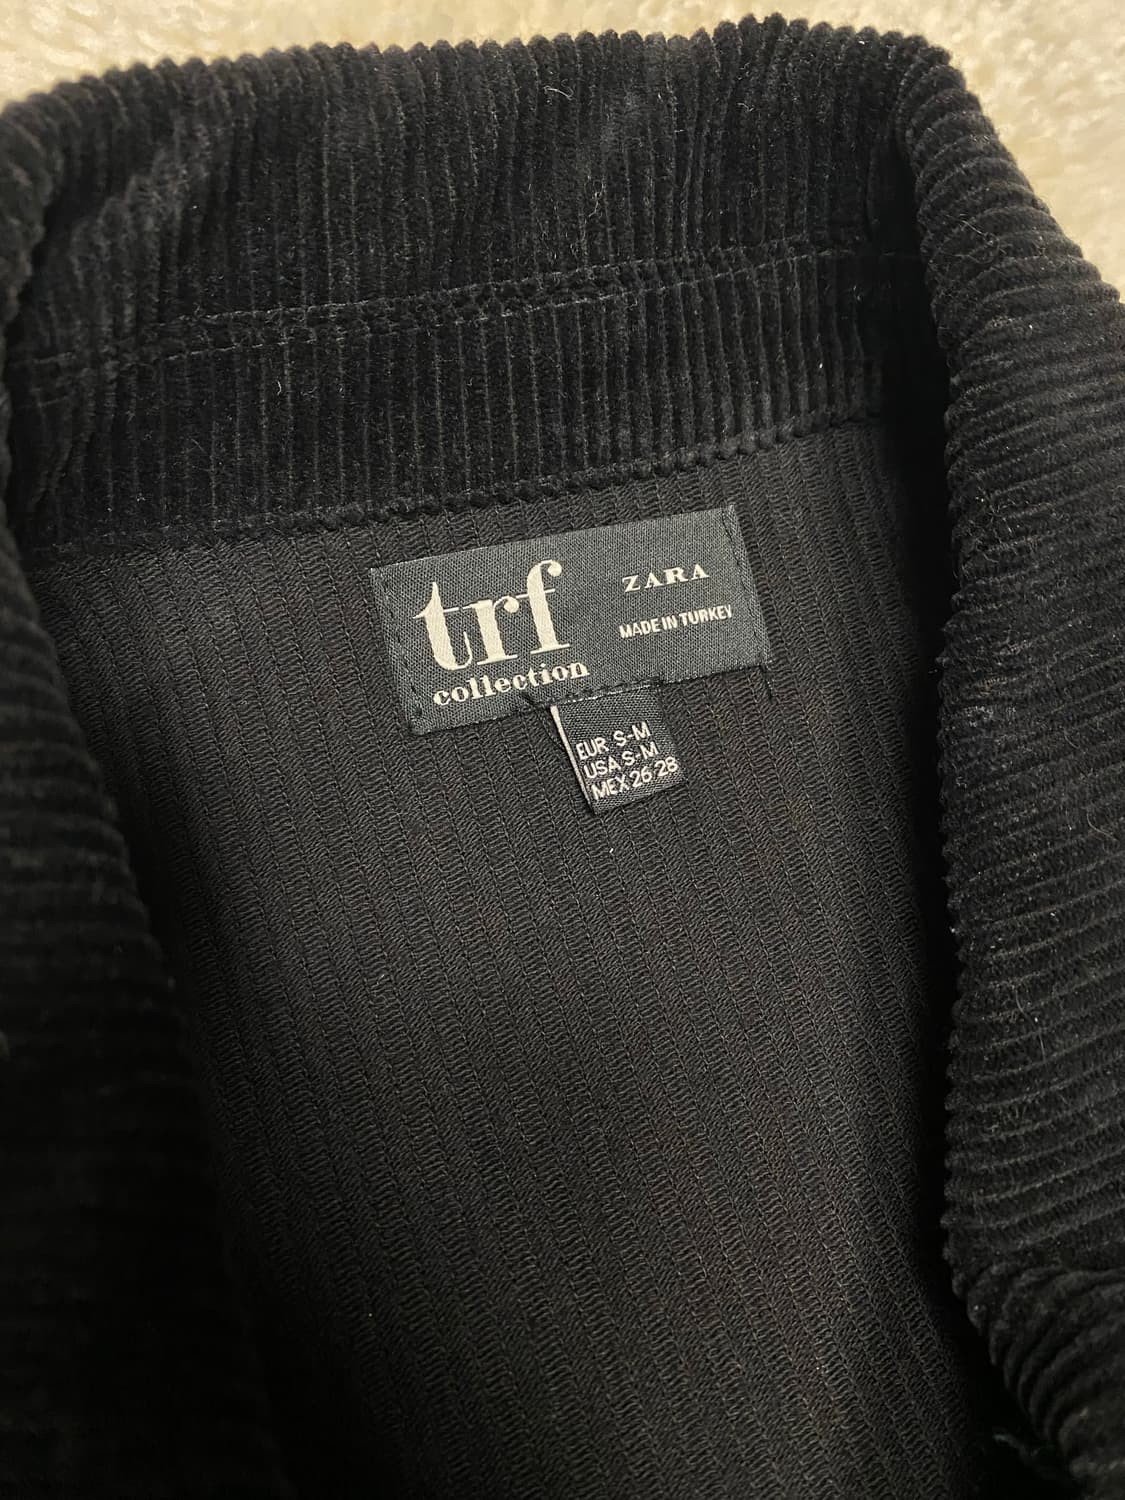 trf
collection
ZARA
MADE IN TURKEY
EUR S-M
USA S-M
MEX 26-28